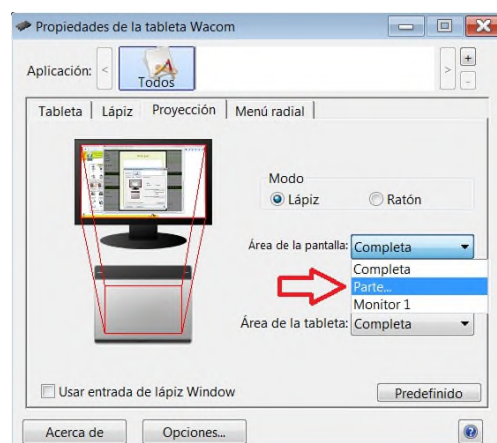 Propiedades de la tableta Wacom
Aplicación:
Todos
Tableta Lápiz Proyección Menú radial
Modo
Lápiz Ratón
Área de la pantalla: Completa
Completa
Parte...
Monitor 1
Área de la tableta: Completa
Usar entrada de lápiz Window
Predefinido
Acerca de Opciones...